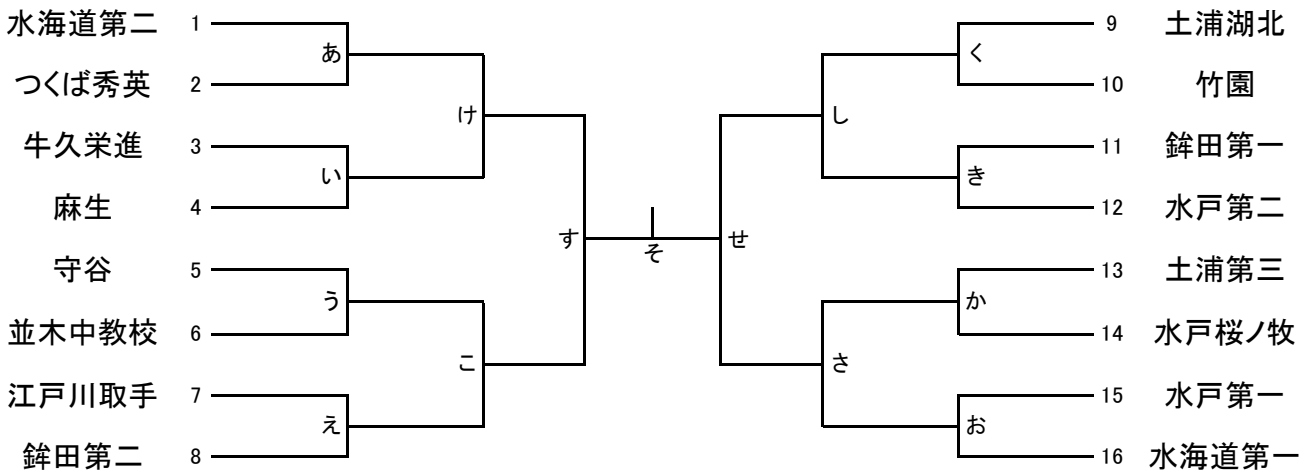 水海道第二 1
あ
つくば秀英 2
け
牛久栄進 3
い
麻生 4
す
守谷 5
う
並木中教校 6
こ
江戸川取手 7
え
鉾田第二 8
そ
9 土浦湖北
く
10 竹園
し
11 鉾田第一
き
12 水戸第二
せ
13 土浦第三
か
14 水戸桜ノ牧
さ
15 水戸第一
お
16 水海道第一